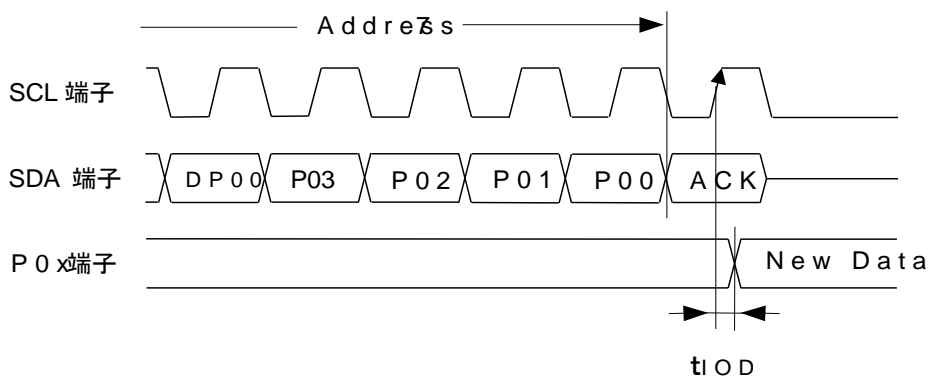 Address 7
SCL 端子
SDA 端子 DP00 P03 P02 P01 P00 ACK
P0x端子 New Data
tIOD